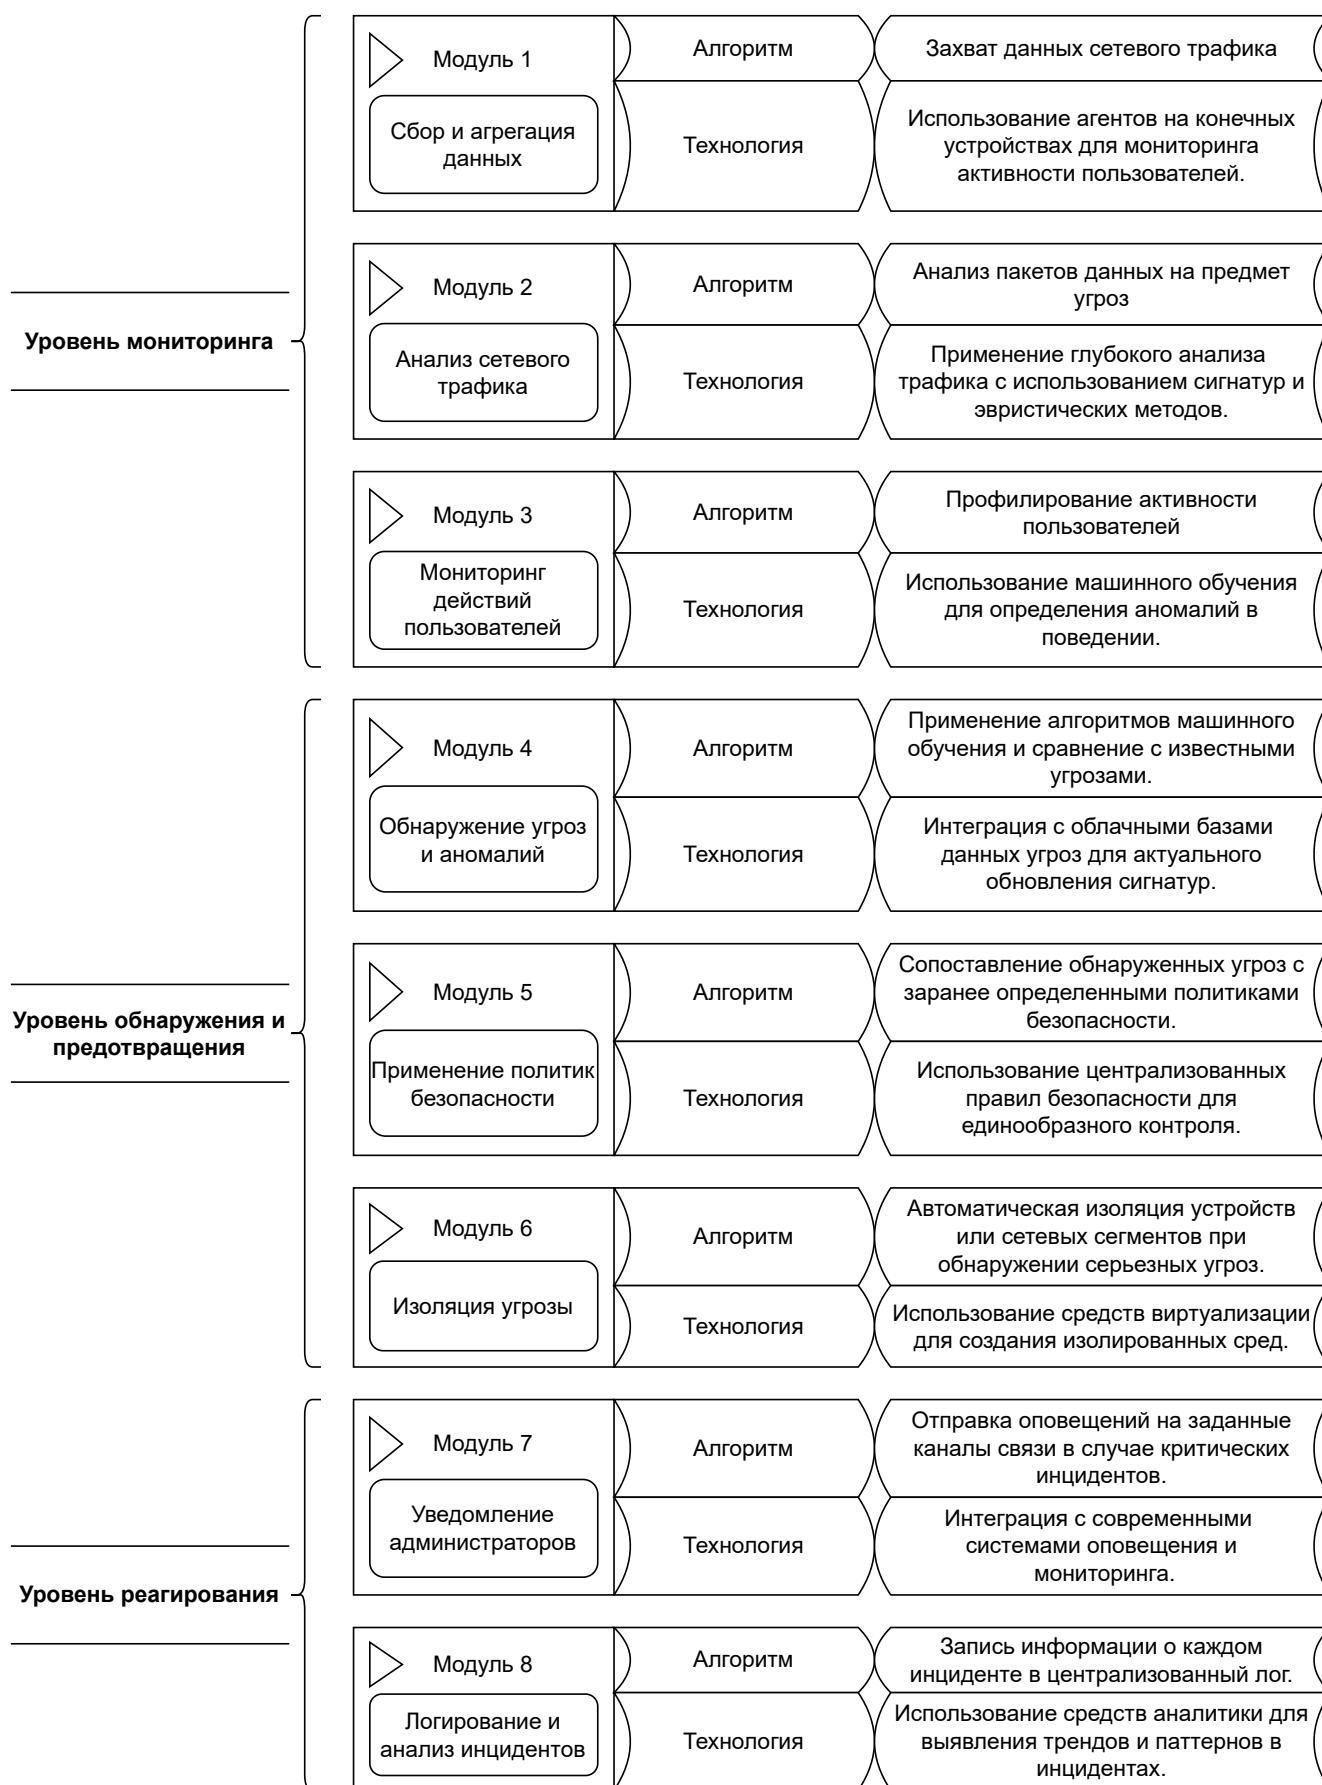 Модуль 1
Сбор и агрегация
данных
Алгоритм
Захват данных сетевого трафика
Технология
Использование агентов на конечных
устройствах для мониторинга
активности пользователей.
Уровень мониторинга
Модуль 2
Анализ сетевого
трафика
Алгоритм
Анализ пакетов данных на предмет
угроз
Технология
Применение глубокого анализа
трафика с использованием сигнатур и
эвристических методов.
Модуль 3
Мониторинг
действий
пользователей
Алгоритм
Профилирование активности
пользователей
Технология
Использование машинного обучения
для определения аномалий в
поведении.
Модуль 4
Обнаружение угроз
и аномалий
Алгоритм
Применение алгоритмов машинного
обучения и сравнение с известными
угрозами.
Технология
Интеграция с облачными базами
данных угроз для актуального
обновления сигнатур.
Уровень обнаружения и
предотвращения
Модуль 5
Применение политик
безопасности
Алгоритм
Сопоставление обнаруженных угроз с
заранее определенными политиками
безопасности.
Технология
Использование централизованных
правил безопасности для
единообразного контроля.
Модуль 6
Изоляция угрозы
Алгоритм
Автоматическая изоляция устройств
или сетевых сегментов при
обнаружении серьезных угроз.
Технология
Использование средств виртуализации
для создания изолированных сред.
Модуль 7
Уведомление
администраторов
Алгоритм
Отправка оповещений на заданные
каналы связи в случае критических
инцидентов.
Технология
Интеграция с современными
системами оповещения и
мониторинга.
Уровень реагирования
Модуль 8
Логирование и
анализ инцидентов
Алгоритм
Запись информации о каждом
инциденте в централизованный лог.
Технология
Использование средств аналитики для
выявления трендов и паттернов в
инцидентах.